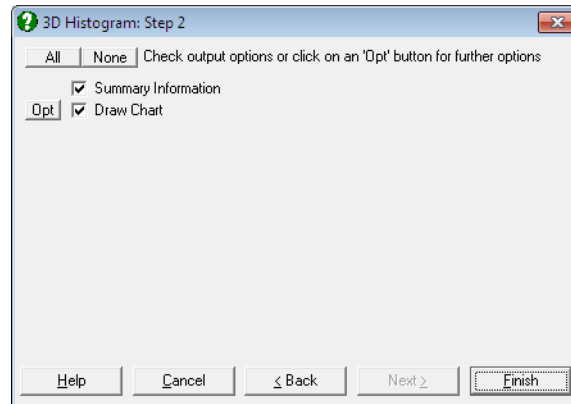 3D Histogram: Step 2
All None Check output options or click on an 'Opt' button for further options
Summary Information
Opt Draw Chart
Help Cancel < Back Next > Finish